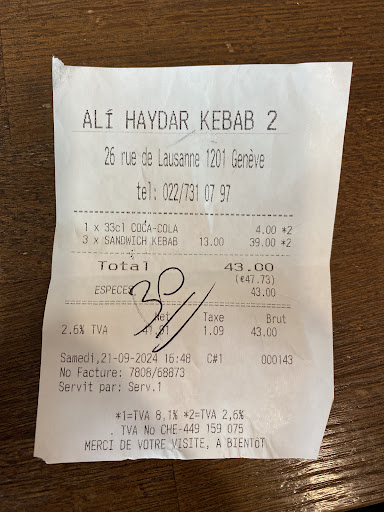 ALÍ HAYDAR KEBAB 2
26 rue de Lausanne 1201 Genève
tel: 022/731 07 97
1 x 33cl COCA-COLA 4.00 *2
3 x SANDWICH KEBAB 13.00 39.00 *2
Total 43.00
(€47.73)
ESPECES 43.00
Net Taxe Brut
2.6% TVA 41.91 1.09 43.00
Samedi,21-09-2024 16:48 C#1 000143
No Facture: 7808/68873
Servit par: Serv.1
*1=TVA 8,1% *2=TVA 2,6%
. TVA No CHE-449 159 075
MERCI DE VOTRE VISITE, A BIENTôT